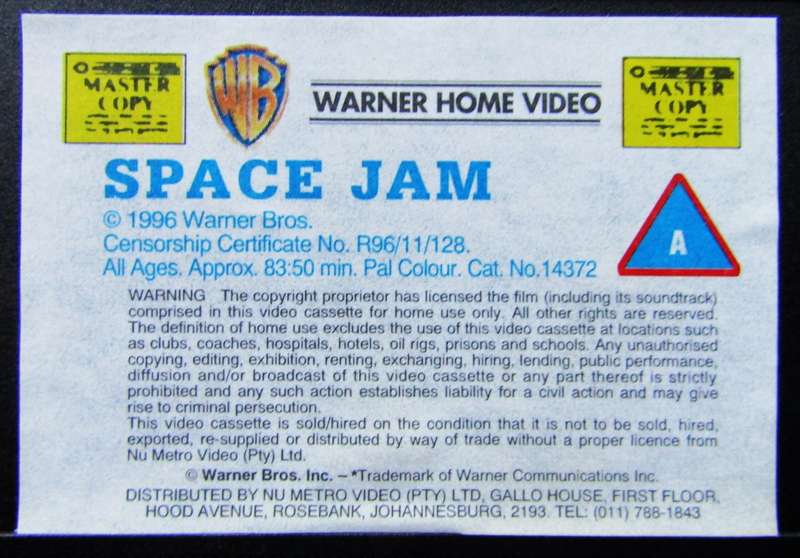 MASTER
COPY
WB
WARNER HOME VIDEO
MASTER
COPY
SPACE JAM
© 1996 Warner Bros.
Censorship Certificate No. R96/11/128.
All Ages. Approx. 83:50 min. Pal Colour. Cat. No.14372
A
WARNING The copyright proprietor has licensed the film (including its soundtrack)
comprised in this video cassette for home use only. All other rights are reserved.
The definition of home use excludes the use of this video cassette at locations such
as clubs, coaches, hospitals, hotels, oil rigs, prisons and schools. Any unauthorised
copying, editing, exhibition, renting, exchanging, hiring, lending, public performance,
diffusion and/or broadcast of this video cassette or any part thereof is strictly
prohibited and any such action establishes liability for a civil action and may give
rise to criminal persecution.
This video cassette is sold/hired on the condition that it is not to be sold, hired,
exported, re-supplied or distributed by way of trade without a proper licence from
Nu Metro Video (Pty) Ltd.
© Warner Bros. Inc. – *Trademark of Warner Communications Inc.
DISTRIBUTED BY NU METRO VIDEO (PTY) LTD, GALLO HOUSE, FIRST FLOOR,
HOOD AVENUE, ROSEBANK, JOHANNESBURG, 2193. TEL: (011) 788-1843